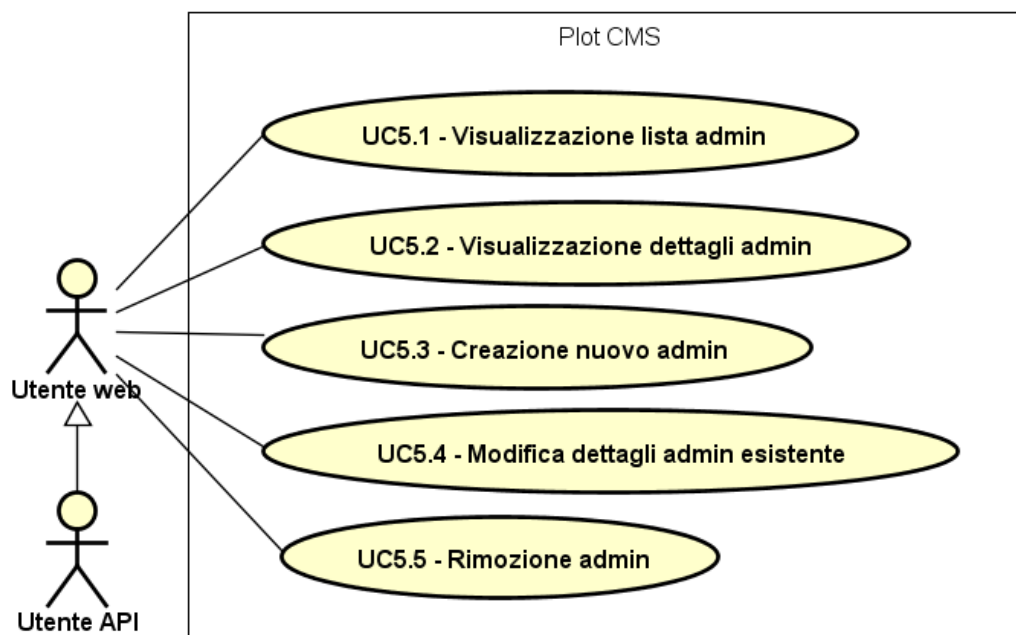 Plot CMS
UC5.1 - Visualizzazione lista admin
UC5.2 - Visualizzazione dettagli admin
UC5.3 - Creazione nuovo admin
Utente web
UC5.4 - Modifica dettagli admin esistente
UC5.5 - Rimozione admin
Utente API